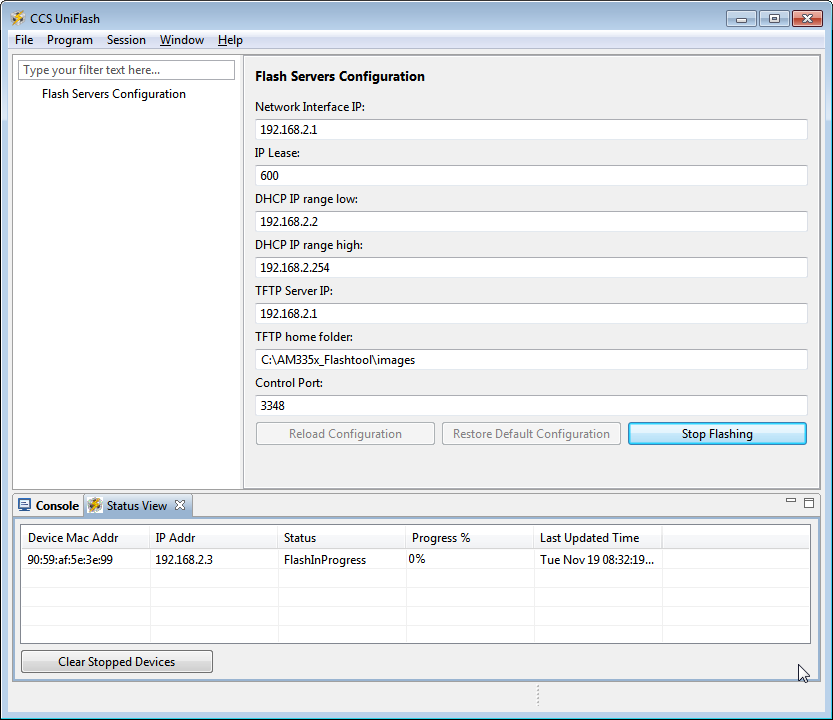 CCS UniFlash
File Program Session Window Help
Type your filter text here...
Flash Servers Configuration
Flash Servers Configuration
Network Interface IP:
192.168.2.1
IP Lease:
600
DHCP IP range low:
192.168.2.2
DHCP IP range high:
192.168.2.254
TFTP Server IP:
192.168.2.1
TFTP home folder:
C:\AM335x_Flashtool\images
Control Port:
3348
Reload Configuration Restore Default Configuration Stop Flashing
Console Status View
Device Mac Addr IP Addr Status Progress % Last Updated Time
90:59:af:5e:3e:99 192.168.2.3 FlashInProgress 0% Tue Nov 19 08:32:19...
Clear Stopped Devices